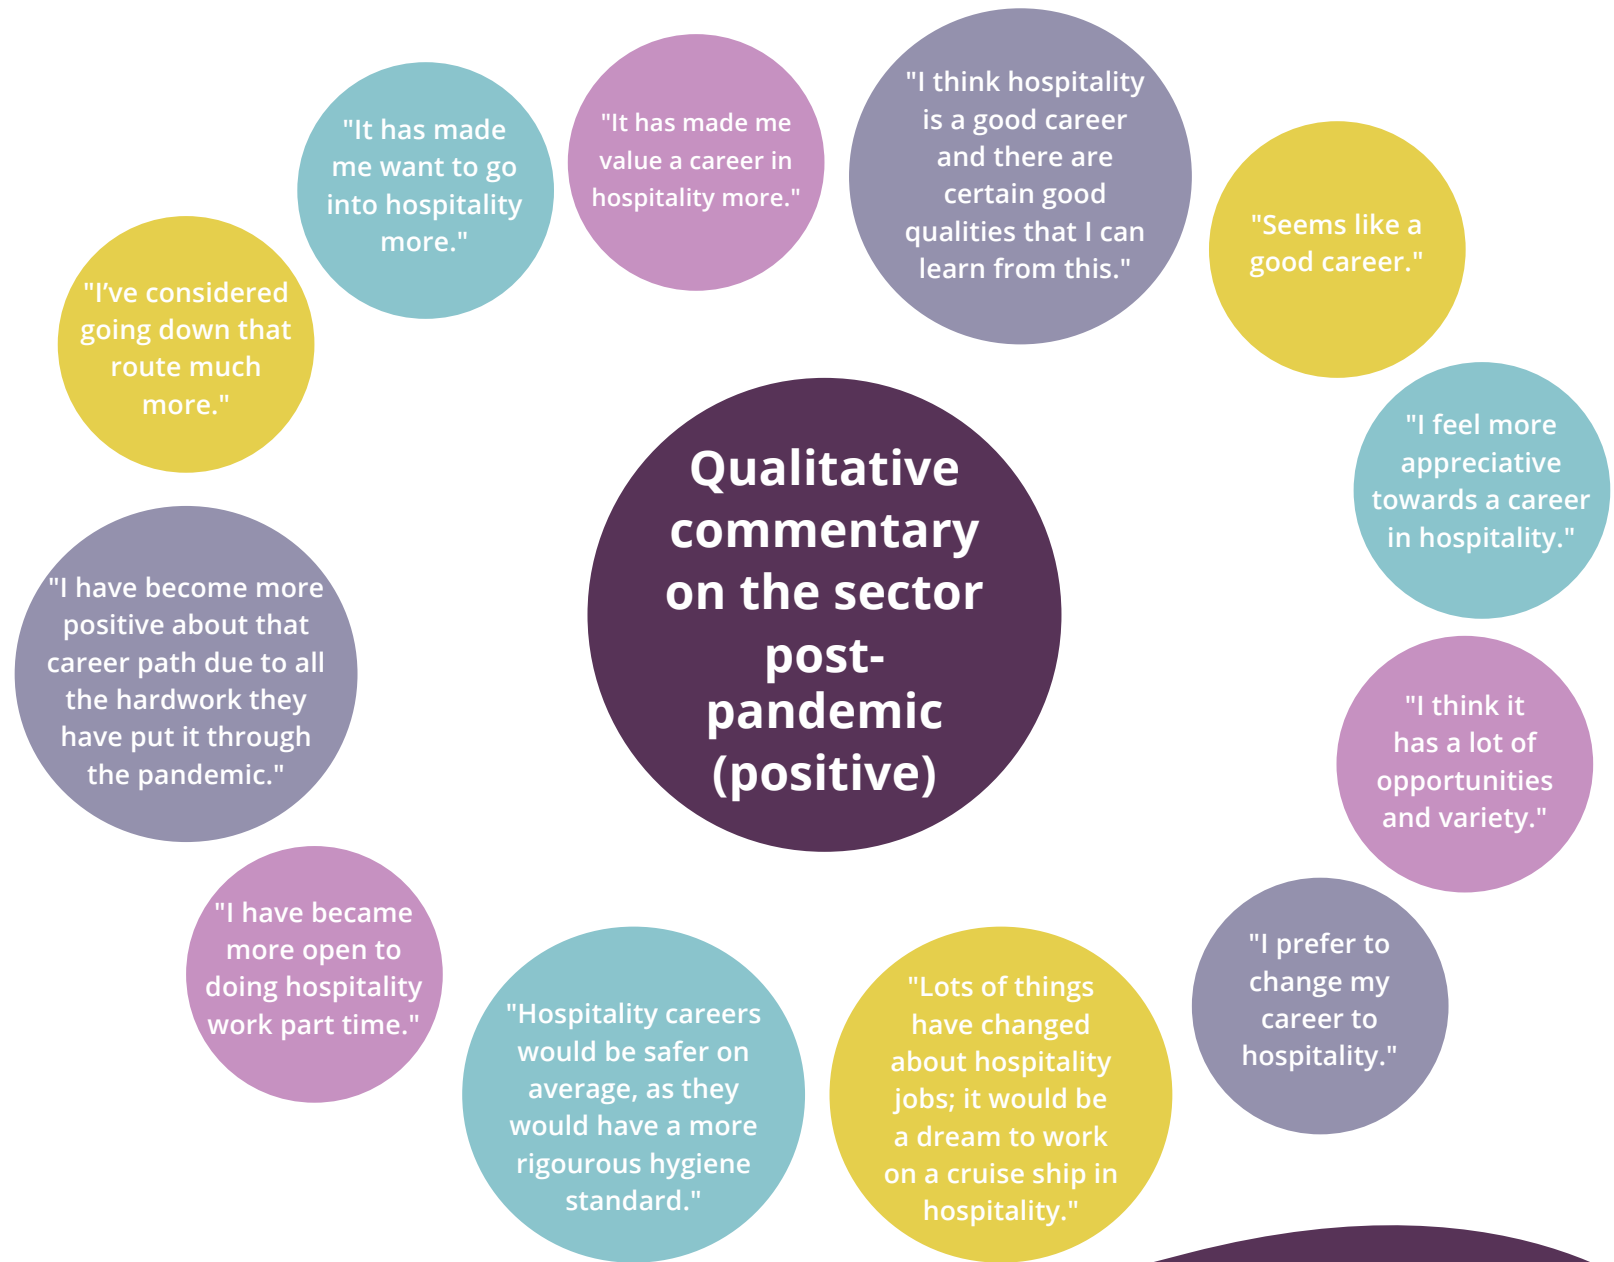 "It has made
me want to go
into hospitality
more."
"It has made me
value a career in
hospitality more."
"I think hospitality
is a good career
and there are
certain good
qualities that I can
learn from this."
"Seems like a
good career."
"I’ve considered
going down that
route much
more."
"I feel more
appreciative
towards a career
in hospitality."
Qualitative
commentary
on the sector
post-
pandemic
(positive)
"I have become more
positive about that
career path due to all
the hardwork they
have put it through
the pandemic."
"I think it
has a lot of
opportunities
and variety."
"I have became
more open to
doing hospitality
work part time."
"Hospitality careers
would be safer on
average, as they
would have a more
rigourous hygiene
standard."
"Lots of things
have changed
about hospitality
jobs; it would be
a dream to work
on a cruise ship in
hospitality."
"I prefer to
change my
career to
hospitality."